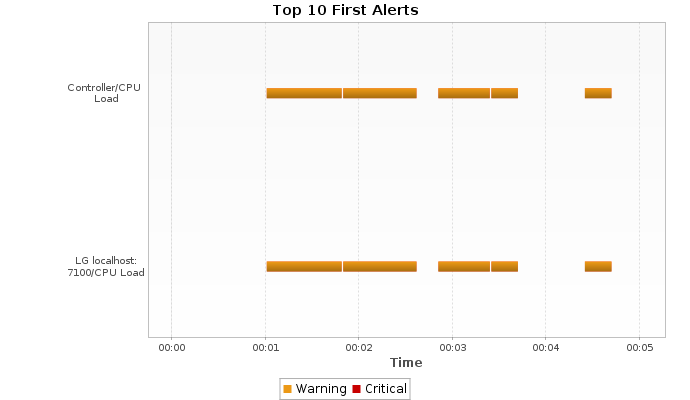 Top 10 First Alerts
Controller/CPU
Load
LG localhost:
7100/CPU Load
00:00 00:01 00:02 00:03 00:04 00:05
Time
Warning Critical